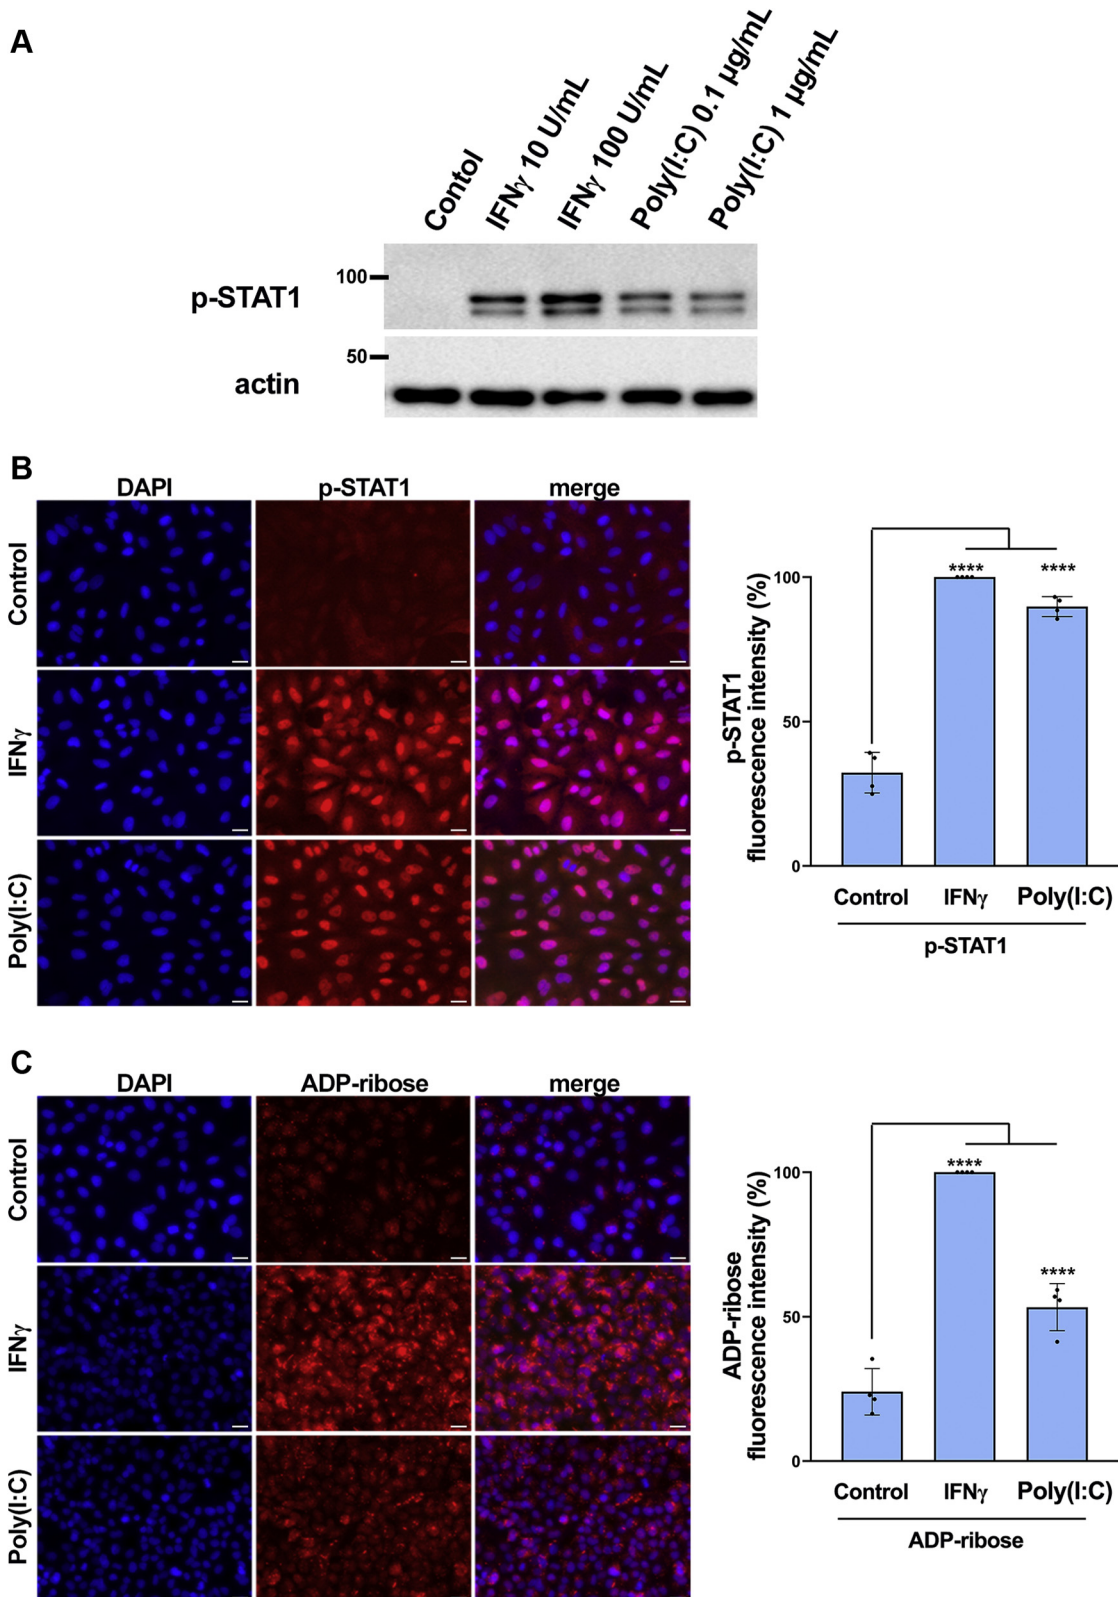 A
Contol
IFNγ 10 U/mL
IFNγ 100 U/mL
Poly(I:C) 0.1 µg/mL
Poly(I:C) 1 µg/mL
p-STAT1
100
50
actin
B
DAPI
p-STAT1
merge
Control
IFNγ
Poly(I:C)
p-STAT1
fluorescence intensity (%)
100
50
0
****
****
Control
IFNγ
Poly(I:C)
p-STAT1
C
DAPI
ADP-ribose
merge
Control
IFNγ
Poly(I:C)
ADP-ribose
fluorescence intensity (%)
100
50
0
****
****
Control
IFNγ
Poly(I:C)
ADP-ribose